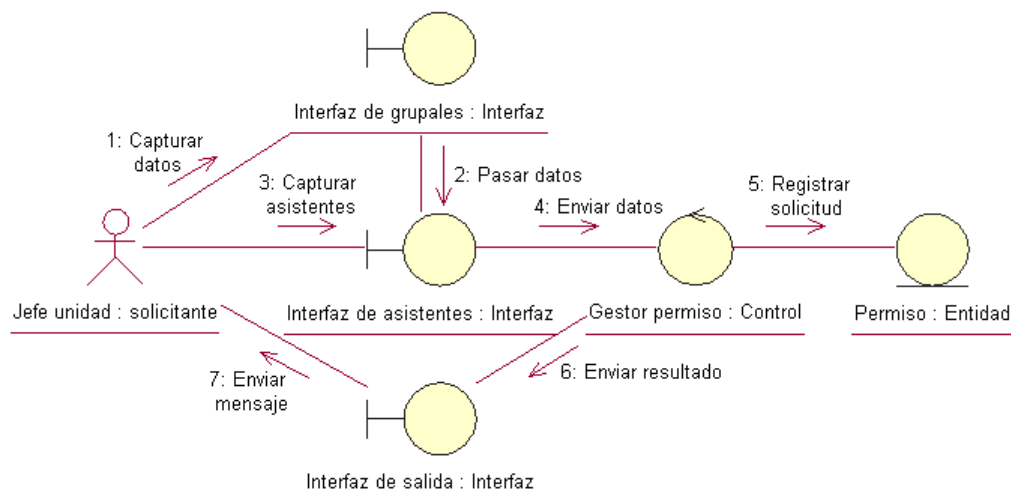 Interfaz de grupales : Interfaz
1: Capturar
datos
2: Pasar datos
3: Capturar
asistentes
4: Enviar datos
5: Registrar
solicitud
Jefe unidad : solicitante
Interfaz de asistentes : Interfaz
Gestor permiso : Control
Permiso : Entidad
6: Enviar resultado
7: Enviar
mensaje
Interfaz de salida : Interfaz